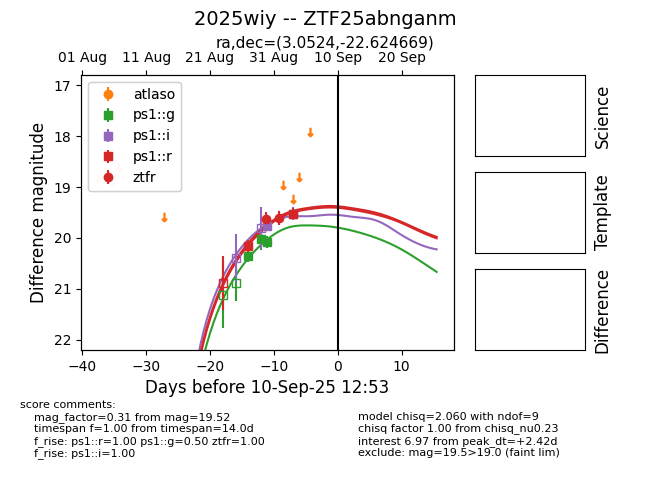 2025wiy -- ZTF25abnganm
ra,dec=(3.0524,-22.624669)
01 Aug 11 Aug 21 Aug 31 Aug 10 Sep 20 Sep
17
18
19
20
21
22
Difference magnitude
atlaso
ps1::g
ps1::i
ps1::r
ztfr
Science
Template
Difference
−40 −30 −20 −10 0 10
Days before 10-Sep-25 12:53
score comments:
mag_factor=0.31 from mag=19.52
timespan f=1.00 from timespan=14.0d
f_rise: ps1::r=1.00 ps1::g=0.50 ztfr=1.00
f_rise: ps1::i=1.00
model chisq=2.060 with ndof=9
chisq factor 1.00 from chisq_nu0.23
interest 6.97 from peak_dt=+2.42d
exclude: mag=19.5>19.0 (faint lim)